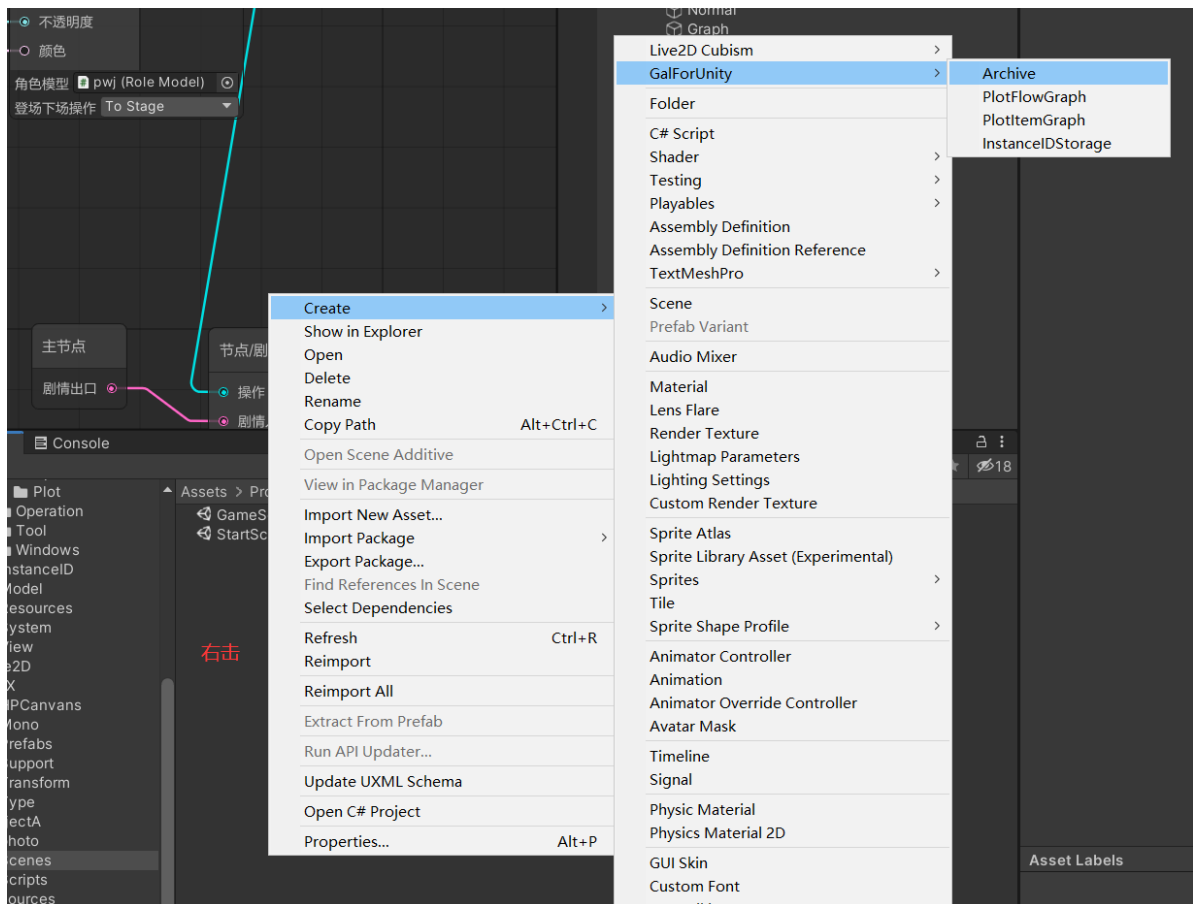 不透明度
颜色
角色模型 pwj (Role Model)
登场下场操作 To Stage
主节点
剧情出口
节点/剧
操作
剧情
Normal
Graph
Live2D Cubism
GalForUnity
Folder
C# Script
Shader
Testing
Playables
Assembly Definition
Assembly Definition Reference
TextMeshPro
Scene
Prefab Variant
Audio Mixer
Material
Lens Flare
Render Texture
Lightmap Parameters
Lighting Settings
Custom Render Texture
Sprite Atlas
Sprite Library Asset (Experimental)
Sprites
Tile
Sprite Shape Profile
Animator Controller
Animation
Animator Override Controller
Avatar Mask
Timeline
Signal
Physic Material
Physics Material 2D
GUI Skin
Custom Font
Archive
PlotFlowGraph
PlotItemGraph
InstanceIDStorage
Create
Show in Explorer
Open
Delete
Rename
Copy Path Alt+Ctrl+C
Open Scene Additive
View in Package Manager
Import New Asset...
Import Package
Export Package...
Find References In Scene
Select Dependencies
Refresh Ctrl+R
Reimport
Reimport All
Extract From Prefab
Run API Updater...
Update UXML Schema
Open C# Project
Properties... Alt+P
Console
18
Plot
Operation
Tool
Windows
nstanceID
Model
esources
ystem
iew
e2D
X
IPCanvans
Mono
refabs
upport
ransform
ype
ectA
hoto
cenes
cripts
ources
Assets > Pro
GameS
StartSc
右击
Asset Labels